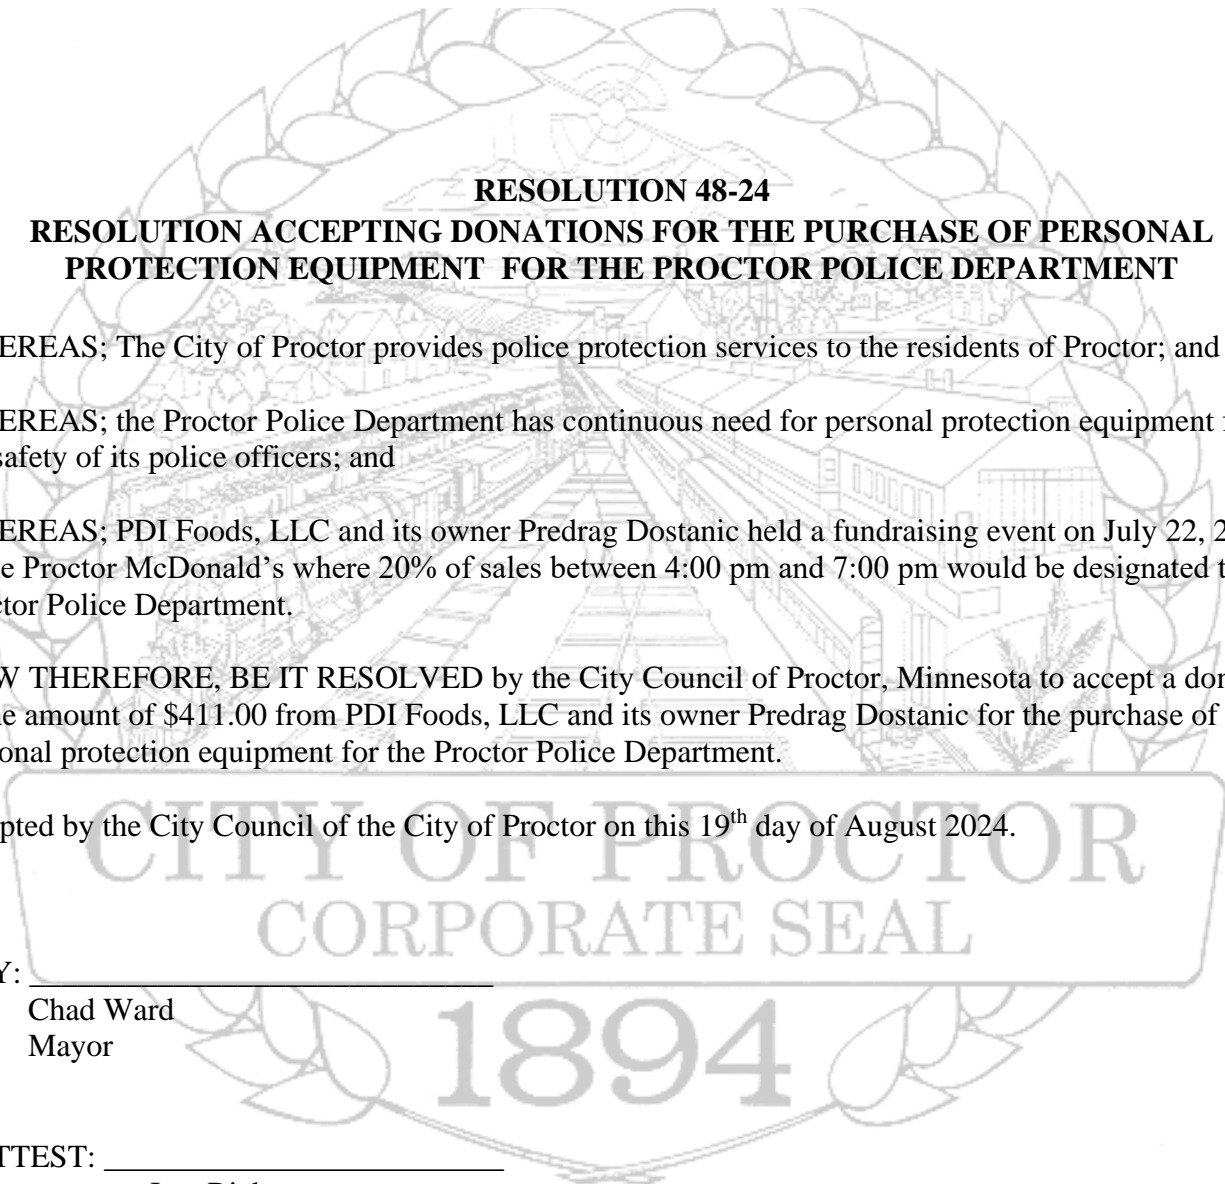 RESOLUTION 48-24
RESOLUTION ACCEPTING DONATIONS FOR THE PURCHASE OF PERSONAL
PROTECTION EQUIPMENT FOR THE PROCTOR POLICE DEPARTMENT
EREAS; The City of Proctor provides police protection services to the residents of Proctor; and
EREAS; the Proctor Police Department has continuous need for personal protection equipment
safety of its police officers; and
EREAS; PDI Foods, LLC and its owner Predrag Dostanic held a fundraising event on July 22, 2
e Proctor McDonald’s where 20% of sales between 4:00 pm and 7:00 pm would be designated t
ctor Police Department.
W THEREFORE, BE IT RESOLVED by the City Council of Proctor, Minnesota to accept a don
e amount of $411.00 from PDI Foods, LLC and its owner Predrag Dostanic for the purchase of
onal protection equipment for the Proctor Police Department.
pted by the City Council of the City of Proctor on this 19th day of August 2024.
CITY OF PROCTOR
CORPORATE SEAL
Y: ____________________________
Chad Ward
Mayor
1894
TTEST: ________________________